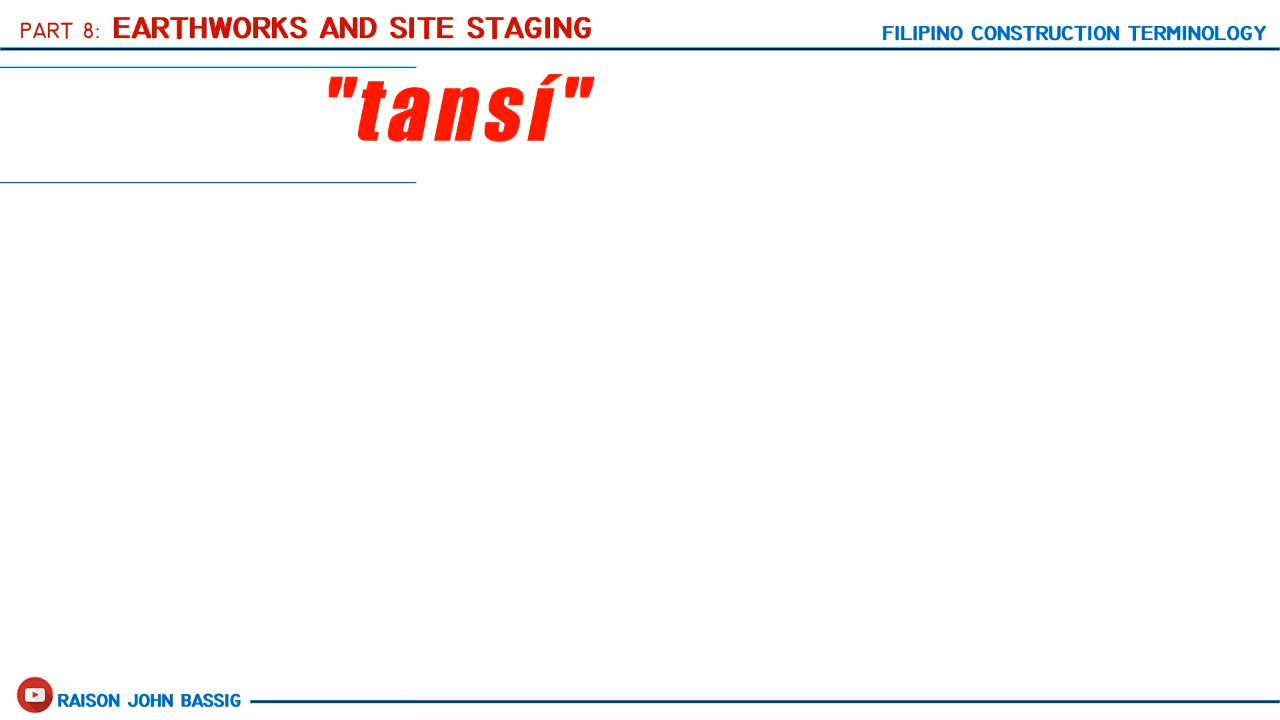 PART 8: EARTHWORKS AND SITE STAGING
FILIPINO CONSTRUCTION TERMINOLOGY
"tansí"
RAISON JOHN BASSIG